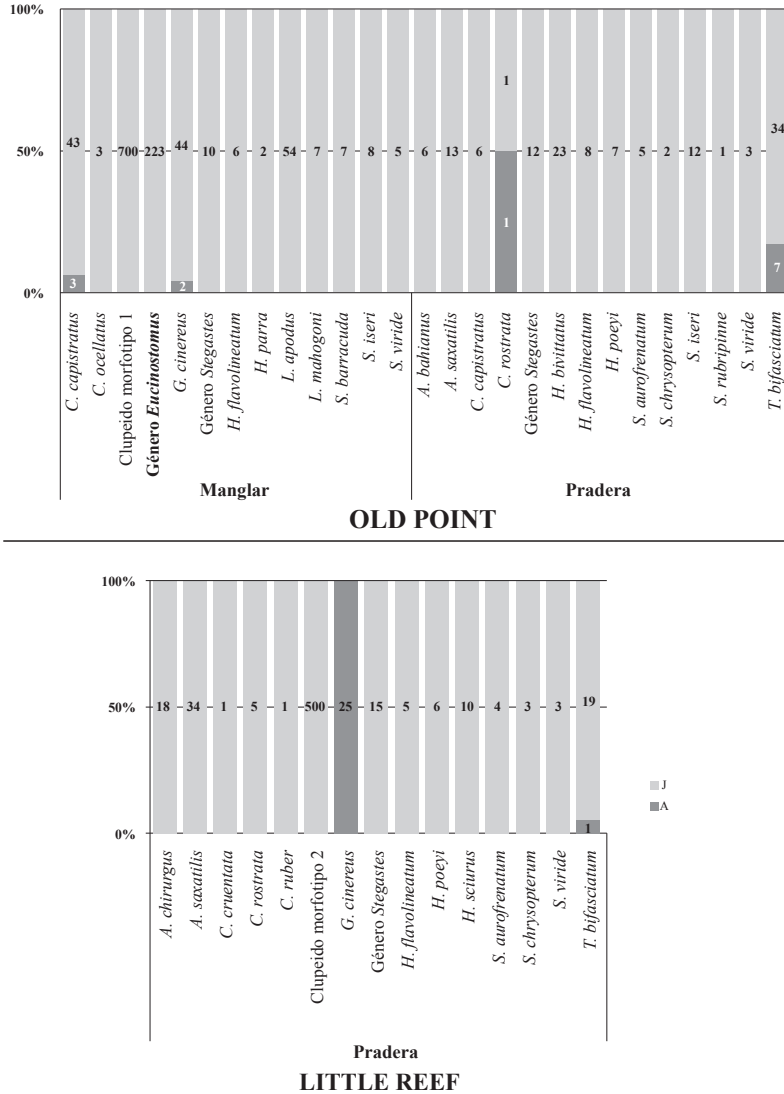 100%
43 3 700 223 44 10 6 2 54 7 7 8 5 6 13 6 1 12 23 8 7 5 2 12 1 3 34
50%
3 2 1 7
0%
C. capistratus
C. ocellatus
Clupeido morfotipo 1
Género Eucinostomus
G. cinereus
Género Stegastes
H. flavolineatum
H. parra
L. apodus
L. mahogoni
S. barracuda
S. iseri
S. viride
A. bahianus
A. saxatilis
C. capistratus
C. rostrata
Género Stegastes
H. bivittatus
H. flavolineatum
H. poeyi
S. aurofrenatum
S. chrysopterum
S. iseri
S. rubripinne
S. viride
T. bifasciatum
Manglar Pradera
OLD POINT
100%
50%
18 34 1 5 1 500 25 15 5 6 10 4 3 3 19
1
0%
J
A
A. chirurgus
A. saxatilis
C. cruentata
C. rostrata
C. ruber
Clupeido morfotipo 2
G. cinereus
Género Stegastes
H. flavolineatum
H. poeyi
H. sciurus
S. aurofrenatum
S. chrysopterum
S. viride
T. bifasciatum
Pradera
LITTLE REEF